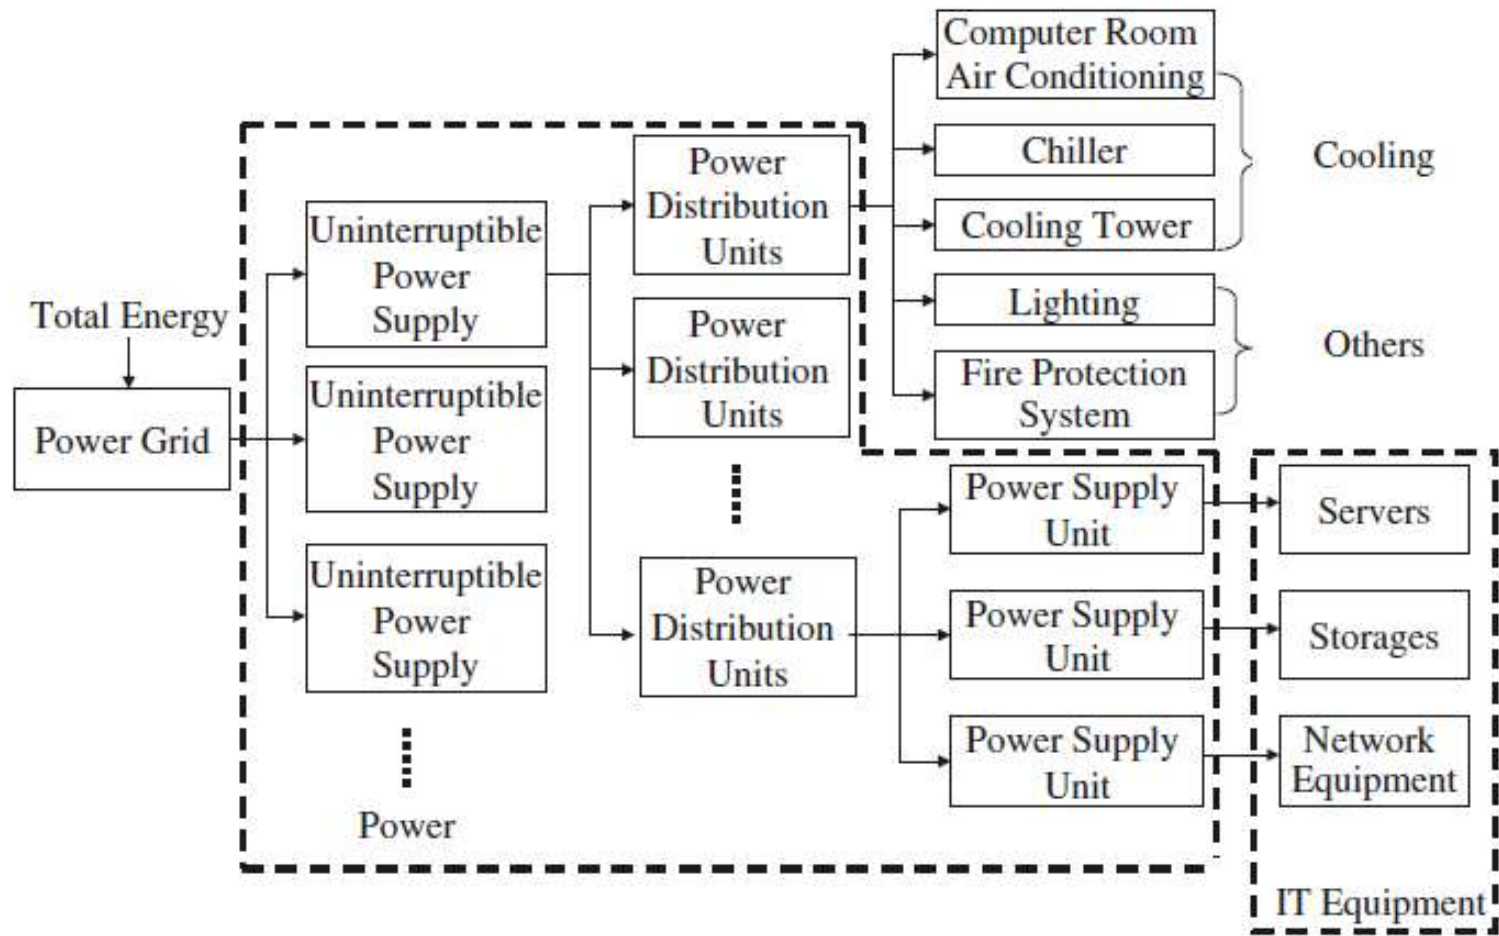 Total Energy
Power Grid
Uninterruptible
Power
Supply
Uninterruptible
Power
Supply
Uninterruptible
Power
Supply
Power
Power
Distribution
Units
Power
Distribution
Units
Power
Distribution
Units
Computer Room
Air Conditioning
Chiller
Cooling Tower
Cooling
Lighting
Fire Protection
System
Others
Power Supply
Unit
Power Supply
Unit
Power Supply
Unit
Servers
Storages
Network
Equipment
IT Equipment